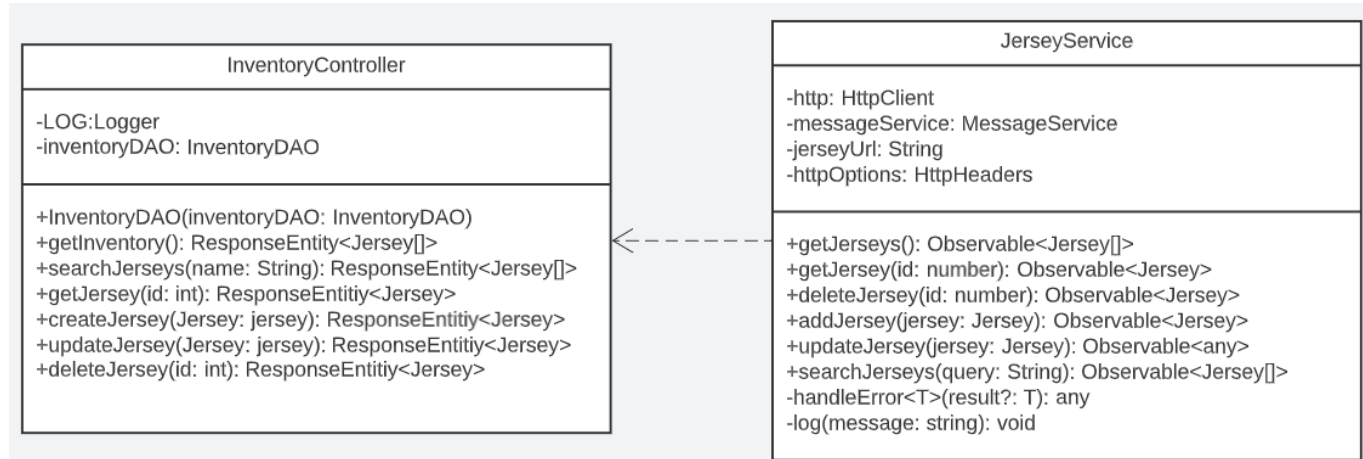 InventoryController
-LOG:Logger
-inventoryDAO: InventoryDAO
+InventoryDAO(inventoryDAO: InventoryDAO)
+getInventory(): ResponseEntity<Jersey[]>
+searchJerseys(name: String): ResponseEntity<Jersey[]>
+getJersey(id: int): ResponseEntitiy<Jersey>
+createJersey(Jersey: jersey): ResponseEntitiy<Jersey>
+updateJersey(Jersey: jersey): ResponseEntitiy<Jersey>
+deleteJersey(id: int): ResponseEntitiy<Jersey>
JerseyService
-http: HttpClient
-messageService: MessageService
-jerseyUrl: String
-httpOptions: HttpHeaders
+getJerseys(): Observable<Jersey[]>
+getJersey(id: number): Observable<Jersey>
+deleteJersey(id: number): Observable<Jersey>
+addJersey(jersey: Jersey): Observable<Jersey>
+updateJersey(jersey: Jersey): Observable<any>
+searchJerseys(query: String): Observable<Jersey[]>
-handleError<T>(result?: T): any
-log(message: string): void